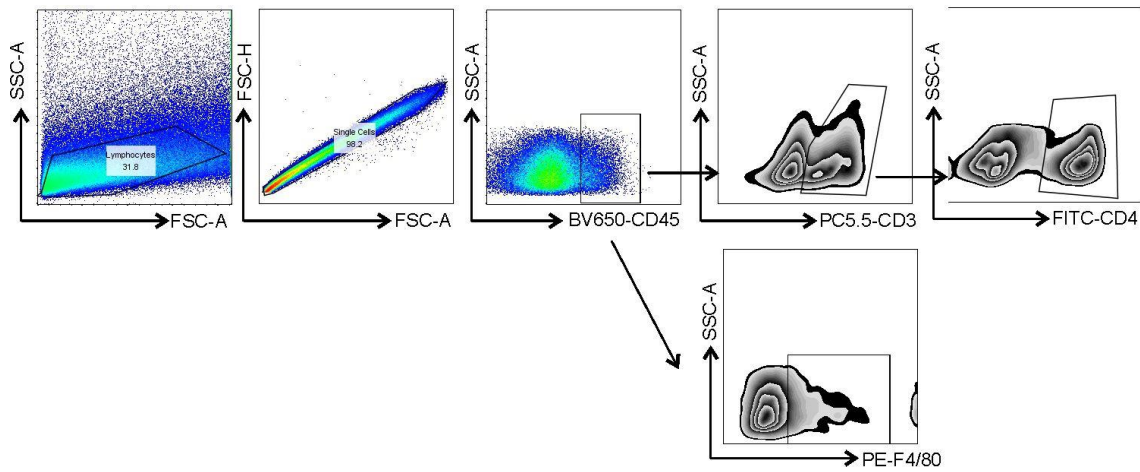 SSC-A
Lymphocytes
31.8
FSC-A
FSC-H
Single Cells
98.2
FSC-A
SSC-A
BV650-CD45
SSC-A
PC5.5-CD3
SSC-A
FITC-CD4
SSC-A
PE-F4/80